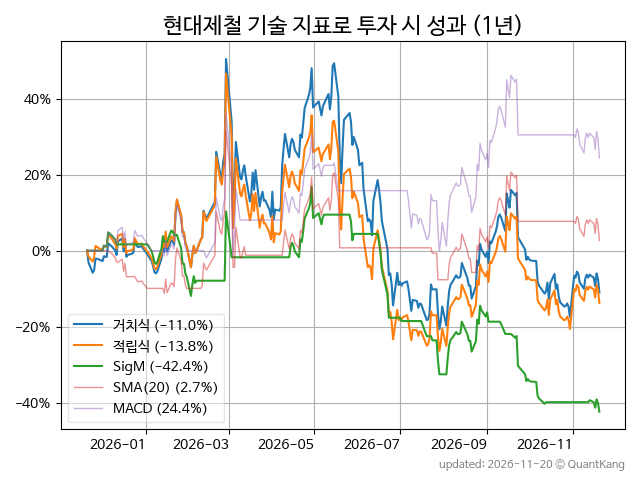 현대제철 기술 지표로 투자 시 성과 (1년)
40%
20%
0%
−20%
−40%
거치식 (−11.0%)
적립식 (−13.8%)
SigM (−42.4%)
SMA(20) (2.7%)
MACD (24.4%)
2026-01 2026-03 2026-05 2026-07 2026-09 2026-11
updated: 2026-11-20 © QuantKang